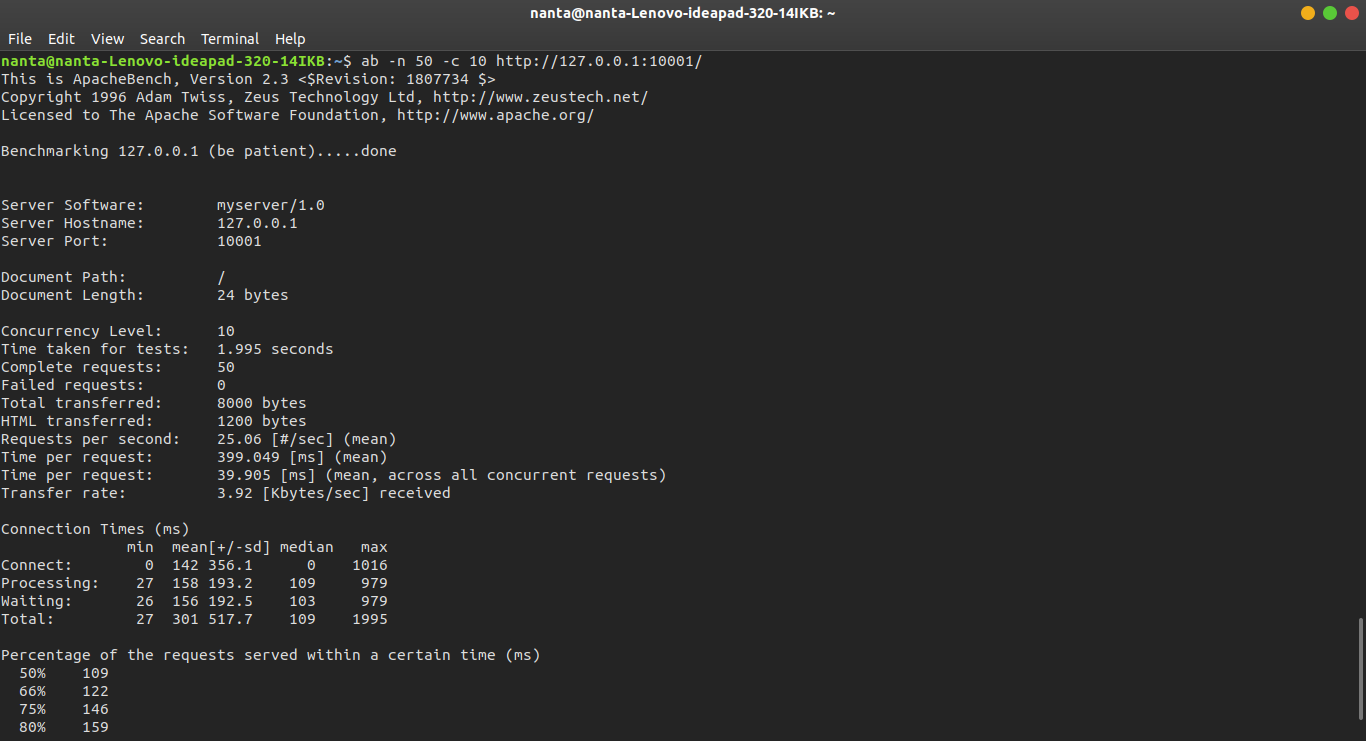 nanta@nanta-Lenovo-ideapad-320-14IKB: ~
File Edit View Search Terminal Help
nanta@nanta-Lenovo-ideapad-320-14IKB:~$ ab -n 50 -c 10 http://127.0.0.1:10001/
This is ApacheBench, Version 2.3 <$Revision: 1807734 $>
Copyright 1996 Adam Twiss, Zeus Technology Ltd, http://www.zeustech.net/
Licensed to The Apache Software Foundation, http://www.apache.org/

Benchmarking 127.0.0.1 (be patient).....done


Server Software:        myserver/1.0
Server Hostname:        127.0.0.1
Server Port:            10001

Document Path:          /
Document Length:        24 bytes

Concurrency Level:      10
Time taken for tests:   1.995 seconds
Complete requests:      50
Failed requests:        0
Total transferred:      8000 bytes
HTML transferred:       1200 bytes
Requests per second:    25.06 [#/sec] (mean)
Time per request:       399.049 [ms] (mean)
Time per request:       39.905 [ms] (mean, across all concurrent requests)
Transfer rate:          3.92 [Kbytes/sec] received

Connection Times (ms)
              min  mean[+/-sd] median   max
Connect:        0  142 356.1      0    1016
Processing:    27  158 193.2    109     979
Waiting:       26  156 192.5    103     979
Total:         27  301 517.7    109    1995

Percentage of the requests served within a certain time (ms)
  50%    109
  66%    122
  75%    146
  80%    159